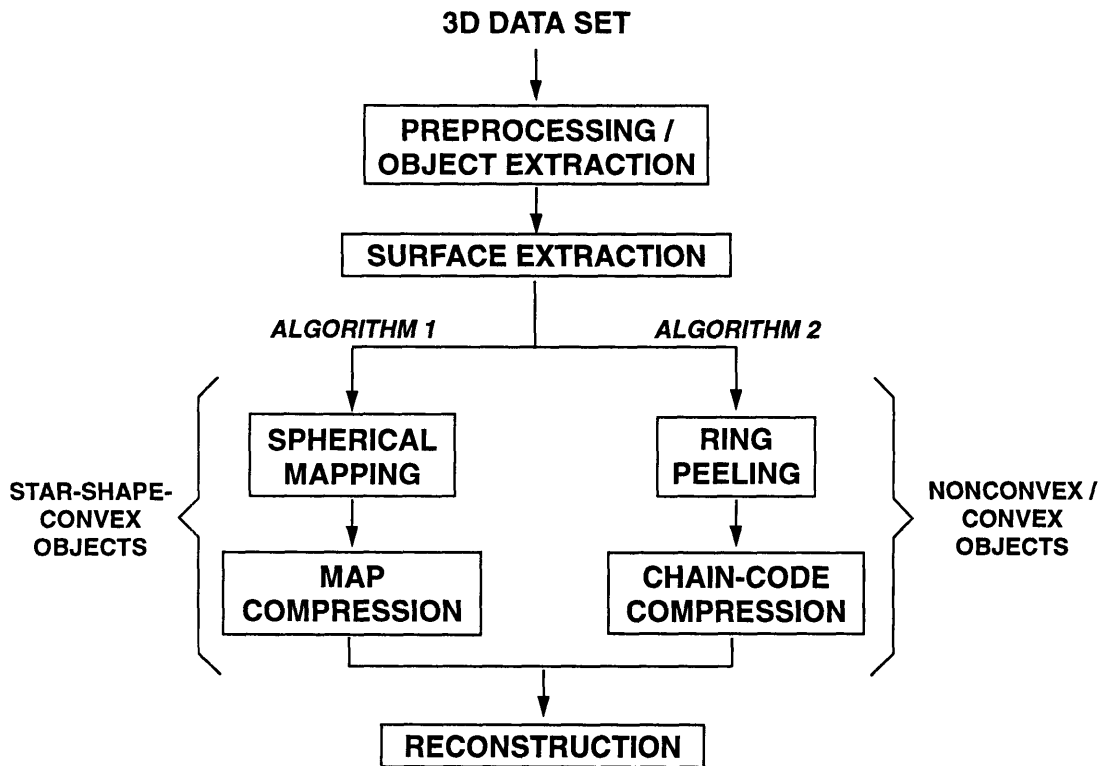 3D DATA SET
PREPROCESSING /
OBJECT EXTRACTION
SURFACE EXTRACTION
ALGORITHM 1
ALGORITHM 2
STAR-SHAPE-
CONVEX
OBJECTS
SPHERICAL
MAPPING
MAP
COMPRESSION
RING
PEELING
CHAIN-CODE
COMPRESSION
NONCONVEX /
CONVEX
OBJECTS
RECONSTRUCTION